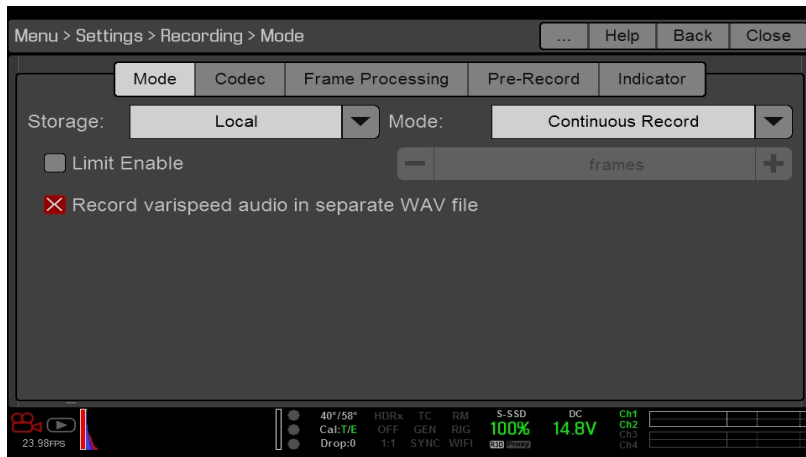 Menu > Settings > Recording > Mode ... Help Back Close
Mode Codec Frame Processing Pre-Record Indicator
Storage: Local Mode: Continuous Record
Limit Enable frames
Record varispeed audio in separate WAV file
40°/58° HDRx TC RM S-SSD DC Ch1
Cal:T/E OFF GEN RIG 100% 14.8V Ch2
23.98FPS Drop:0 1:1 SYNC WIFI R3D Proxy Ch3
Ch4